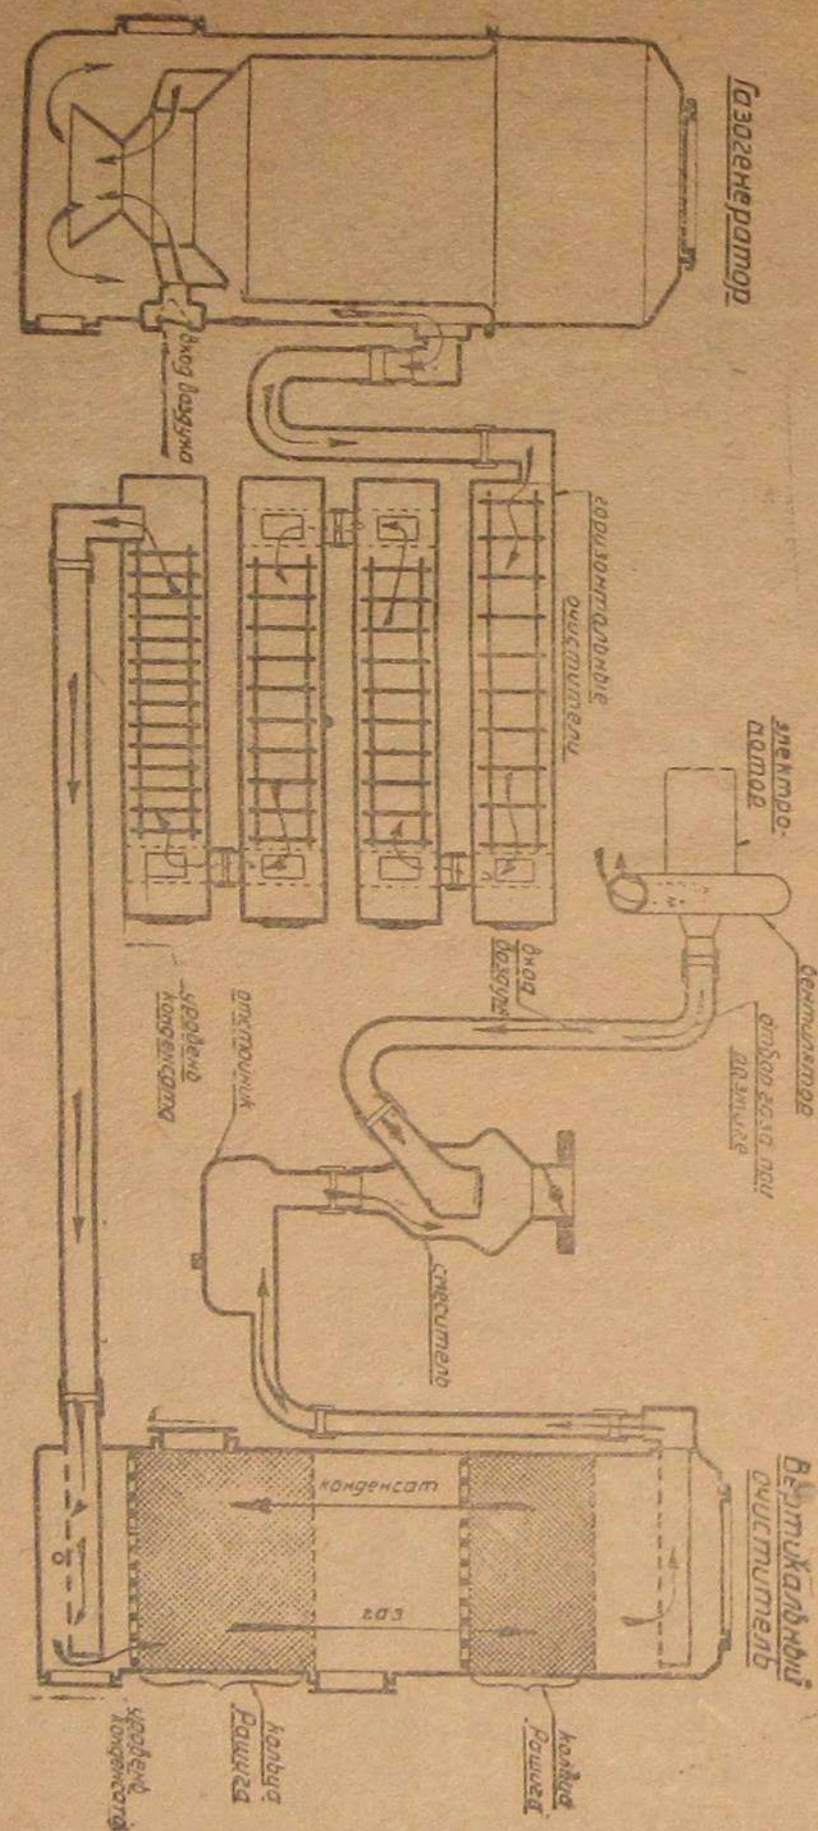 Газогенератор
вход воздуха
горизонтальные
очистители
электро-
мотор
вентилятор
отбор газа при
розжиге
вход
воздуха
уровень
конденсата
отстойник
смеситель
Вертикальный
очиститель
конденсат
газ
кольца
Рашига
кольца
Рашига
уровень
конденсата